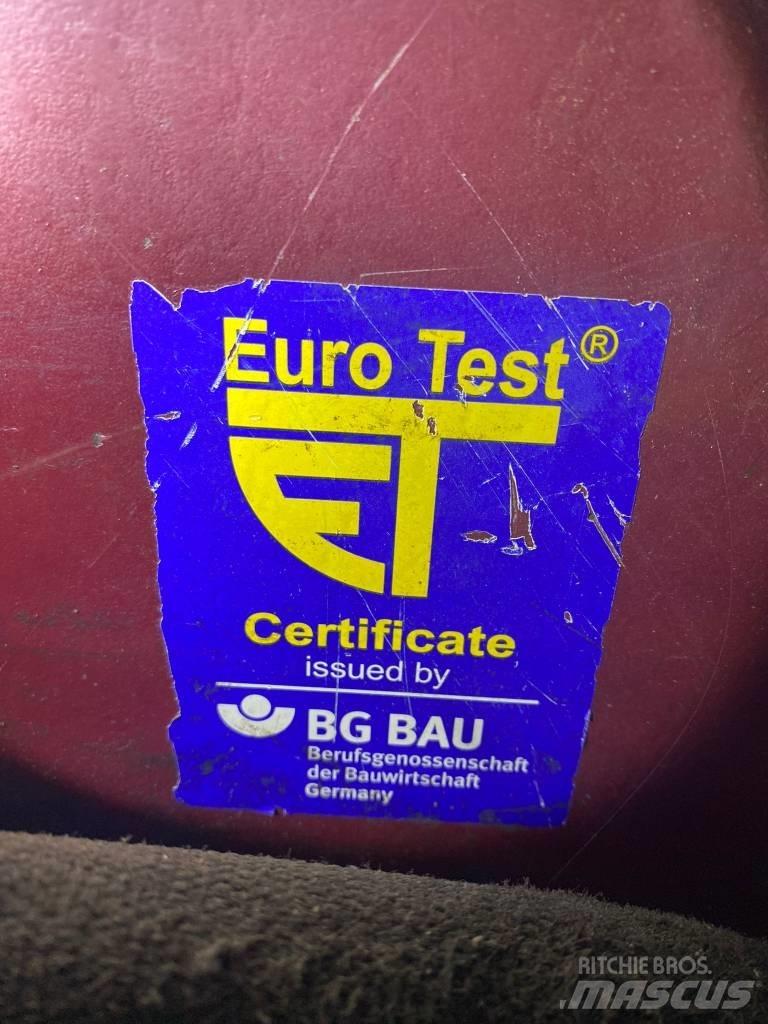 Euro Test®
ET
Certificate
issued by
BG BAU
Berufsgenossenschaft
der Bauwirtschaft
Germany
RITCHIE BROS.
MASCUS